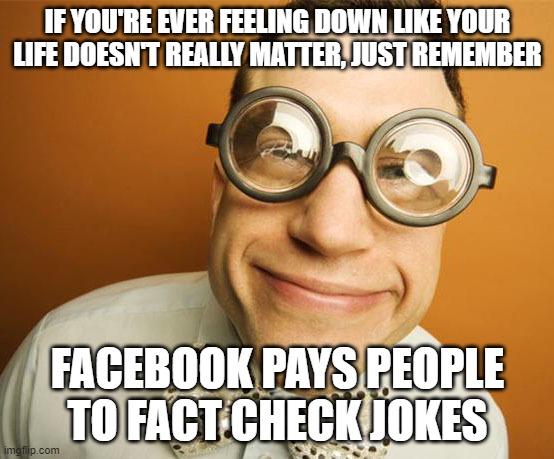 IF YOU'RE EVER FEELING DOWN LIKE YOUR
LIFE DOESN'T REALLY MATTER, JUST REMEMBER
FACEBOOK PAYS PEOPLE
TO FACT CHECK JOKES
imgflip.com